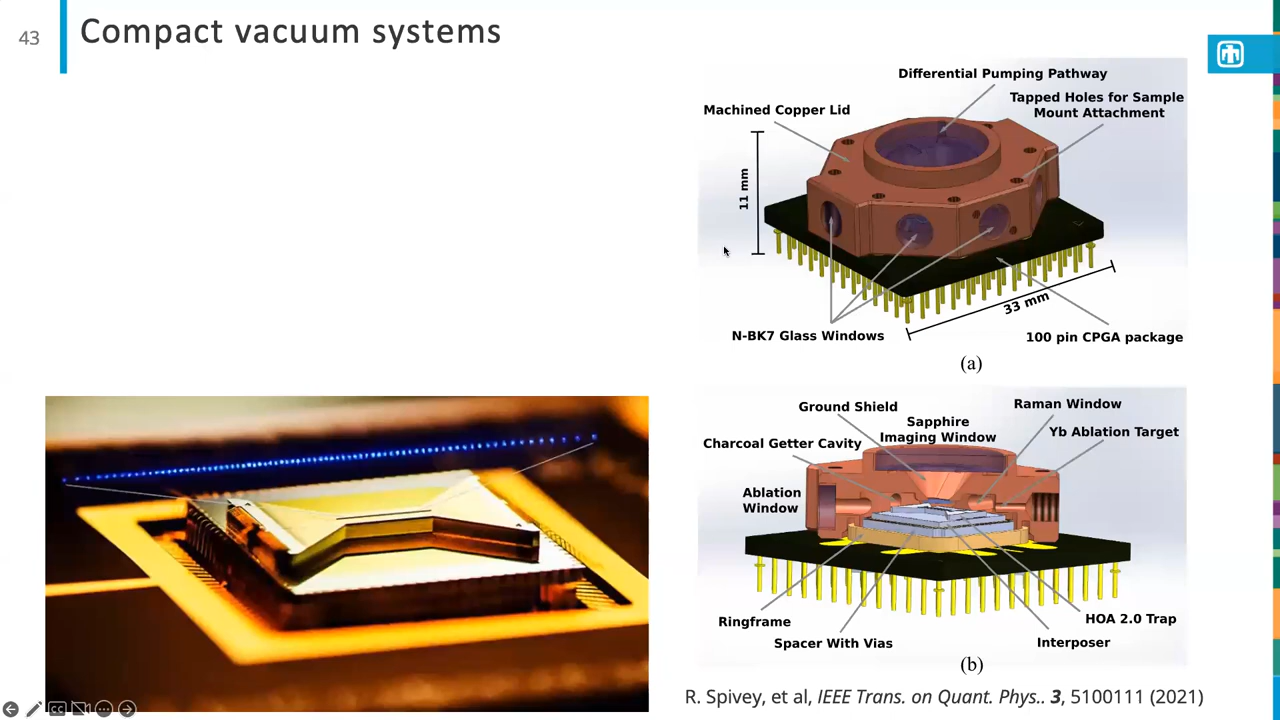 43
Compact vacuum systems
Differential Pumping Pathway
Machined Copper Lid
Tapped Holes for Sample
Mount Attachment
11 mm
33 mm
N-BK7 Glass Windows
100 pin CPGA package
(a)
Ground Shield
Raman Window
Sapphire
Imaging Window
Charcoal Getter Cavity
Yb Ablation Target
Ablation
Window
Ringframe
HOA 2.0 Trap
Spacer With Vias
Interposer
(b)
R. Spivey, et al, IEEE Trans. on Quant. Phys.. 3, 5100111 (2021)